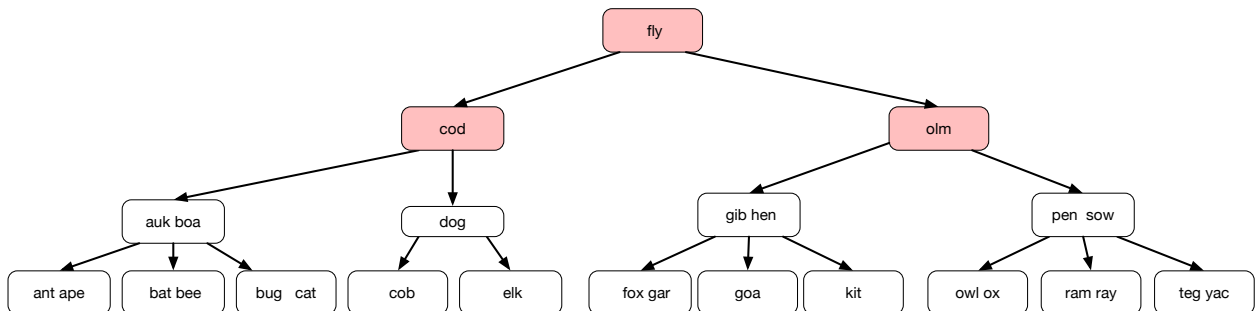 fly
cod
olm
auk boa
dog
gib hen
pen sow
ant ape
bat bee
bug cat
cob
elk
fox gar
goa
kit
owl ox
ram ray
teg yac